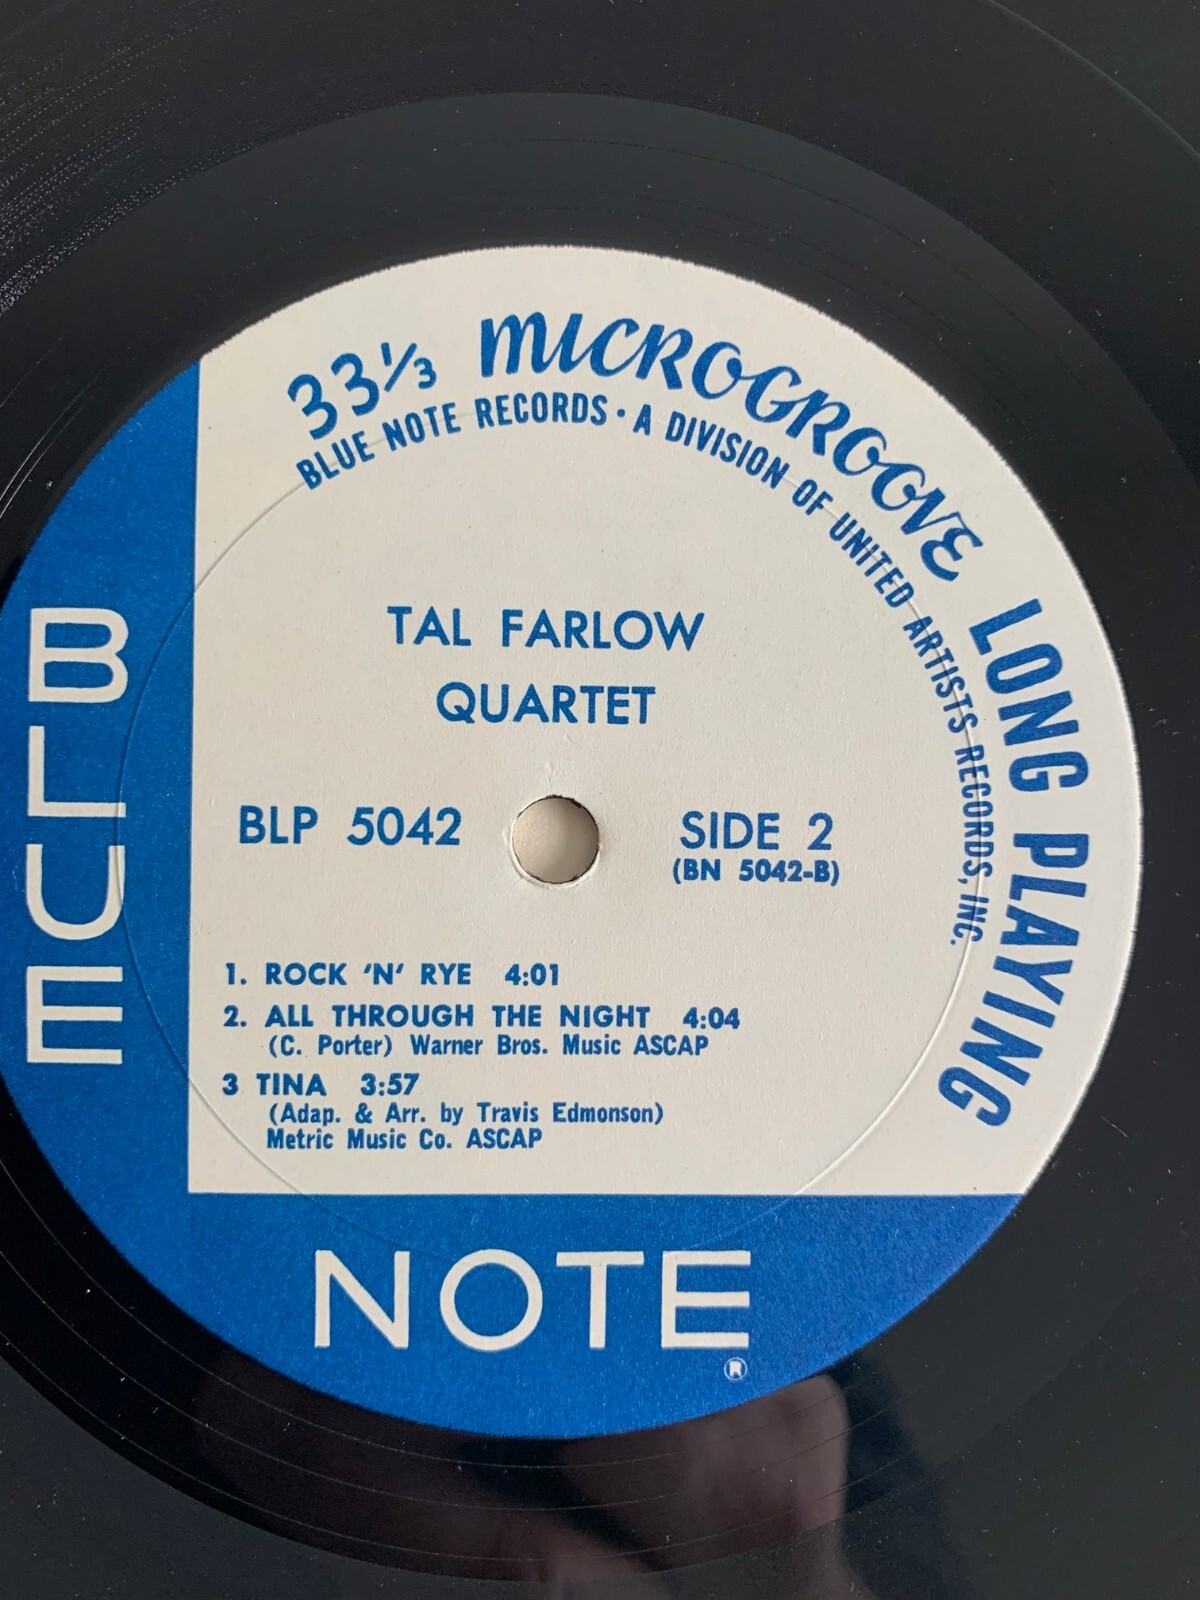 33⅓ MICROGROOVE LONG PLAYING
BLUE NOTE RECORDS · A DIVISION OF UNITED ARTISTS RECORDS, INC.
TAL FARLOW
QUARTET
BLP 5042
SIDE 2
(BN 5042-B)
1. ROCK 'N' RYE 4:01
2. ALL THROUGH THE NIGHT 4:04
(C. Porter) Warner Bros. Music ASCAP
3 TINA 3:57
(Adap. & Arr. by Travis Edmonson)
Metric Music Co. ASCAP
BLUE
NOTE
®